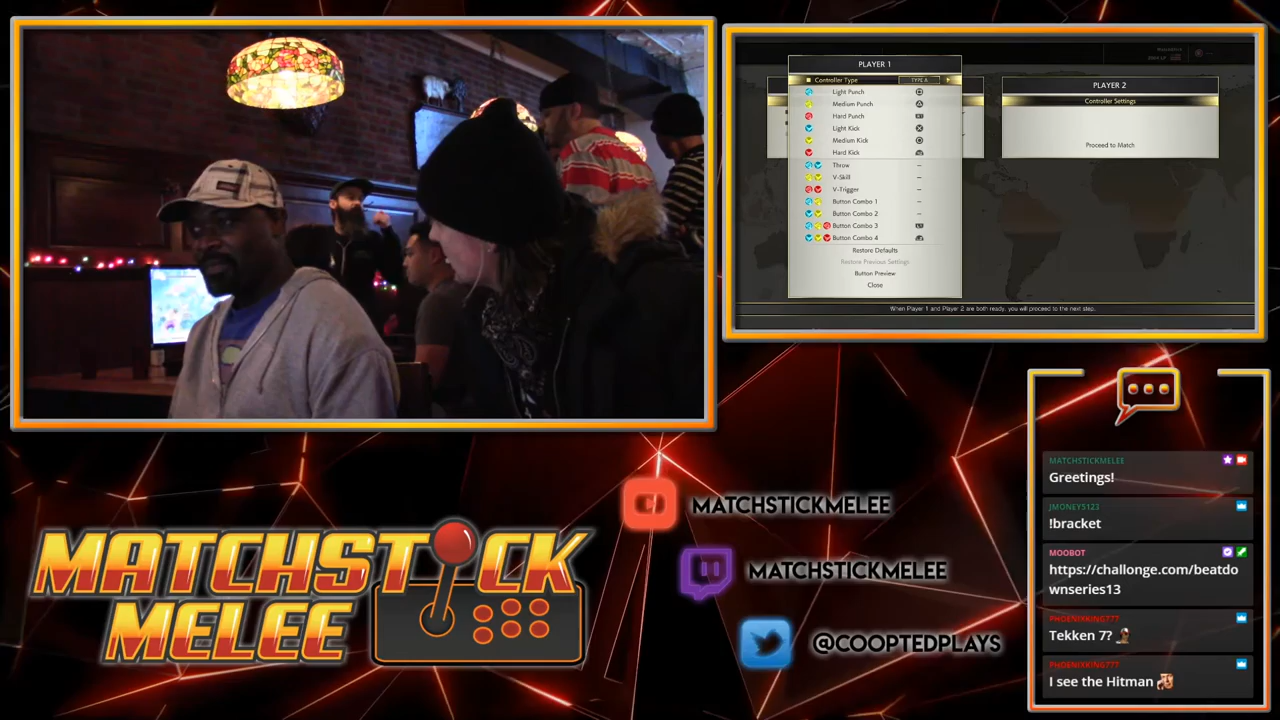 PLAYER 1
Controller Type TYPE A
Light Punch
Medium Punch
Hard Punch
Light Kick
Medium Kick
Hard Kick
Throw –
V-Skill –
V-Trigger –
Button Combo 1 –
Button Combo 2 –
Button Combo 3
Button Combo 4
Restore Defaults
Restore Previous Settings
Button Preview
Close
PLAYER 2
Controller Settings
Proceed to Match
When Player 1 and Player 2 are both ready, you will proceed to the next step.
MATCHSTICK
MELEE
MATCHSTICKMELEE
MATCHSTICKMELEE
@COOPTEDPLAYS
MATCHSTICKMELEE
Greetings!
JMONEY5123
!bracket
MOOBOT
https://challonge.com/beatdo
wnseries13
PHOENIXKING777
Tekken 7?
PHOENIXKING777
I see the Hitman